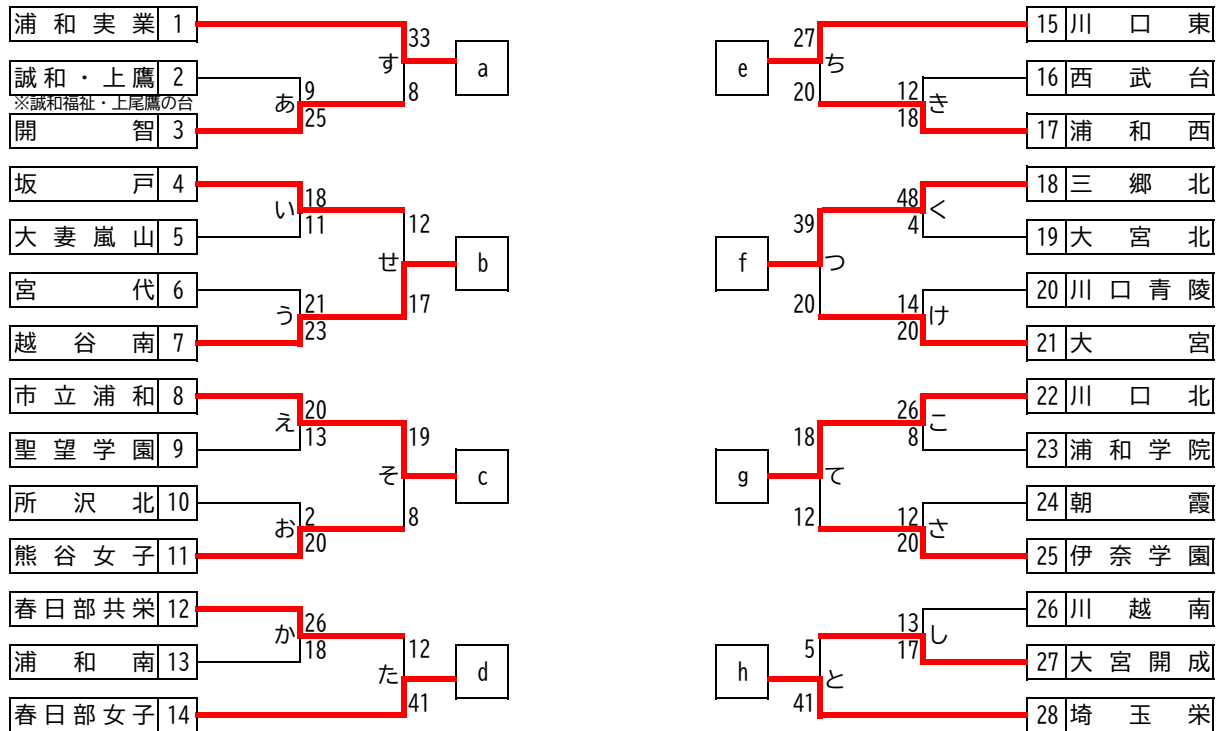 浦和実業 1
33
す
a
誠和・上鷹 2
9
8
※誠和福祉・上尾鷹の台
あ
25
開智 3
坂戸 4
18
い
11
12
大妻嵐山 5
せ
b
宮代 6
21
17
う
23
越谷南 7
市立浦和 8
20
え
13
19
聖望学園 9
そ
c
所沢北 10
2
8
お
20
熊谷女子 11
春日部共栄 12
26
か
18
12
浦和南 13
た
d
41
春日部女子 14
15 川口東
27
e
ち
16 西武台
20
12
き
18
17 浦和西
18 三郷北
48
く
39
4
19 大宮北
f
つ
20 川口青陵
20
14
け
20
21 大宮
22 川口北
26
こ
18
8
23 浦和学院
g
て
24 朝霞
12
12
さ
20
25 伊奈学園
26 川越南
13
し
5
17
27 大宮開成
h
と
41
28 埼玉栄